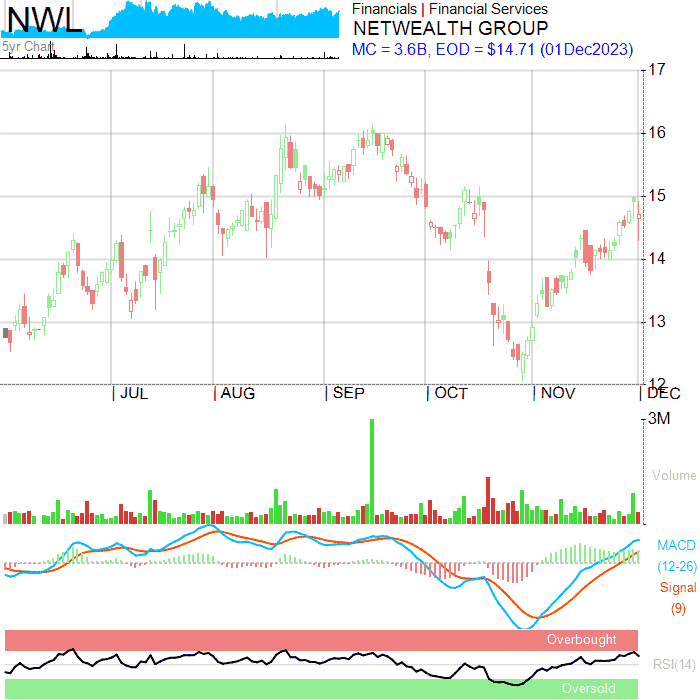 NWL
5yr Chart
Financials | Financial Services
NETWEALTH GROUP
MC = 3.6B, EOD = $14.71 (01Dec2023)
17
16
15
14
13
12
| JUL | AUG | SEP | OCT | NOV | DEC
3M
Volume
MACD
(12-26)
Signal
(9)
Overbought
RSI(14)
Oversold